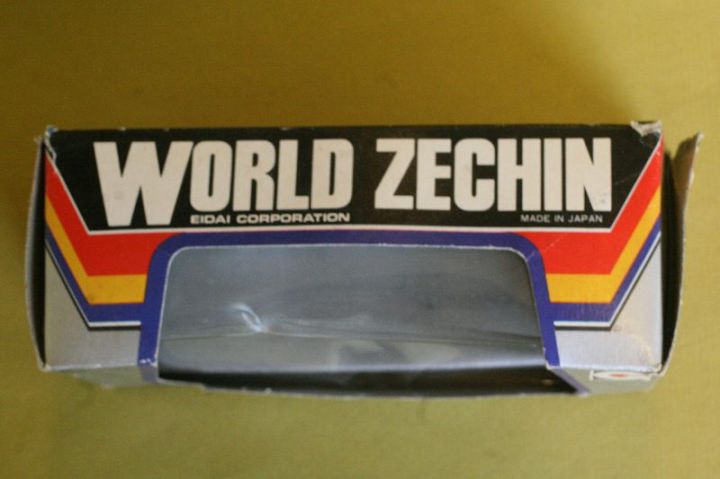 WORLD ZECHIN
EIDAI CORPORATION
MADE IN JAPAN